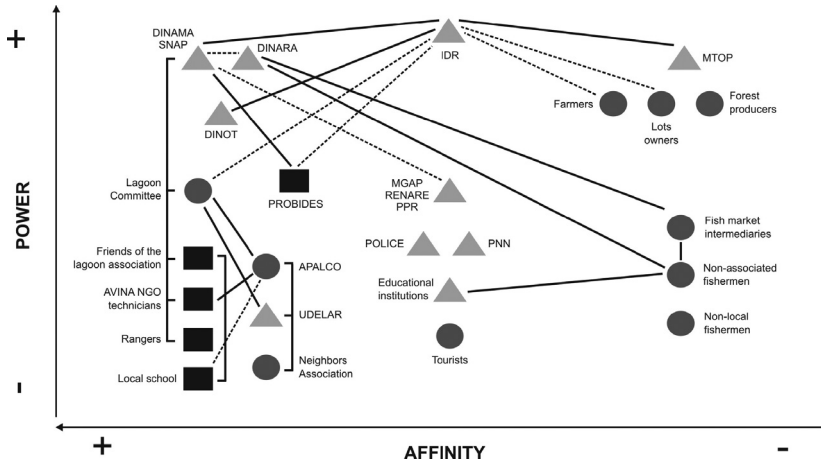 +
DINAMA
SNAP
DINARA
IDR
MTOP
Farmers
Lots
owners
Forest
producers
DINOT
Lagoon
Committee
PROBIDES
MGAP
RENARE
PPR
POWER
Fish market
intermediaries
POLICE
PNN
Friends of the
lagoon association
APALCO
Non-associated
fishermen
Educational
institutions
AVINA NGO
technicians
UDELAR
Non-local
fishermen
Rangers
Tourists
Neighbors
Association
Local school
-
+
AFFINITY
-